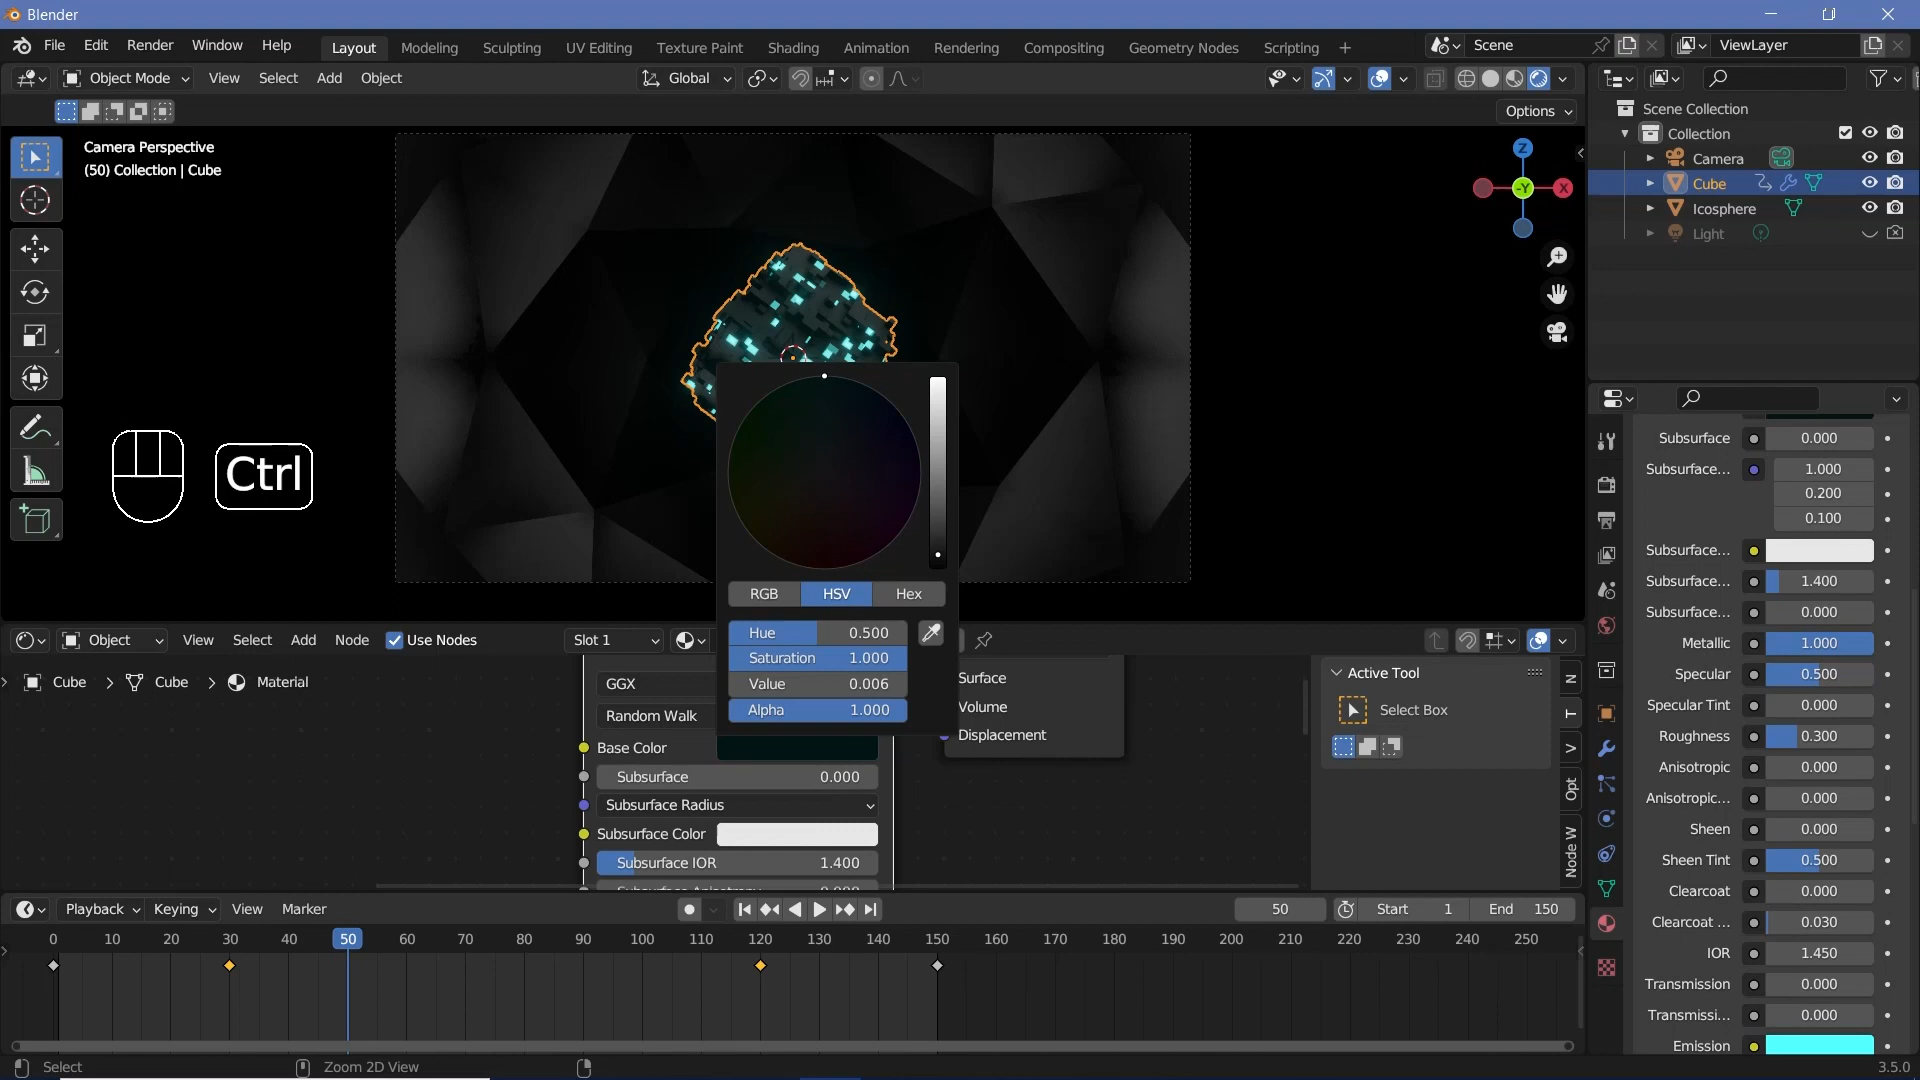 Blender
File Edit Render Window Help Layout Modeling Sculpting UV Editing Texture Paint Shading Animation Rendering Compositing Geometry Nodes Scripting + Scene ViewLayer
Object Mode View Select Add Object Global
Options
Camera Perspective
(50) Collection | Cube
Z
-Y X
Ctrl
RGB HSV Hex
Hue 0.500
Saturation 1.000
Value 0.006
Alpha 1.000
Scene Collection
Collection
Camera
Cube
Icosphere
Light
Subsurface 0.000
Subsurface... 1.000
0.200
0.100
Subsurface...
Subsurface... 1.400
Subsurface... 0.000
Metallic 1.000
Specular 0.500
Specular Tint 0.000
Roughness 0.300
Anisotropic 0.000
Anisotropic... 0.000
Sheen 0.000
Sheen Tint 0.500
Clearcoat 0.000
Clearcoat ... 0.030
IOR 1.450
Transmission 0.000
Transmissi... 0.000
Emission
Object View Select Add Node Use Nodes Slot 1
Cube > Cube > Material
GGX
Random Walk
Base Color
Subsurface 0.000
Subsurface Radius
Subsurface Color
Subsurface IOR 1.400
Surface
Volume
Displacement
Active Tool
Select Box
N
T
V
Opt
Node W
Playback Keying View Marker 50 Start 1 End 150
0 10 20 30 40 50 60 70 80 90 100 110 120 130 140 150 160 170 180 190 200 210 220 230 240 250
Select Zoom 2D View 3.5.0